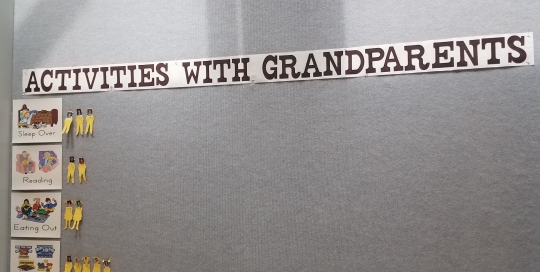 ACTIVITIES WITH GRANDPARENTS
Sleep Over
Reading
Eating Out